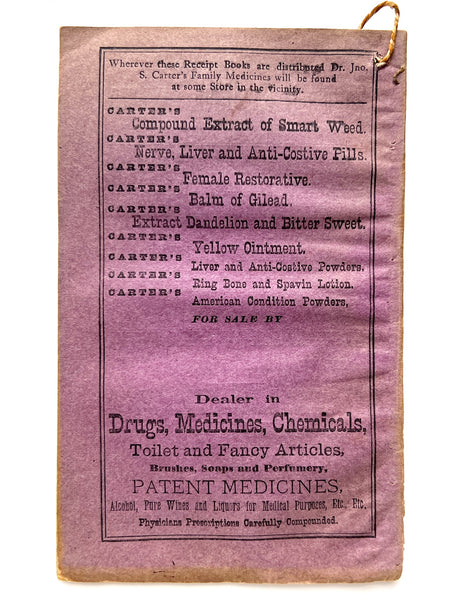 Wherever these Receipt Books are distributed Dr. Jno.
S. Carter's Family Medicines will be found
at some Store in the vicinity.
CARTER'S
Compound Extract of Smart Weed.
CARTER'S
Nerve, Liver and Anti-Costive Pills.
CARTER'S
Female Restorative.
CARTER'S
Balm of Gilead.
CARTER'S
Extract Dandelion and Bitter Sweet.
CARTER'S
Yellow Ointment.
CARTER'S
Liver and Anti-Costive Powders.
CARTER'S
Ring Bone and Spavin Lotion.
CARTER'S
American Condition Powders,
FOR SALE BY
Dealer in
Drugs, Medicines, Chemicals,
Toilet and Fancy Articles,
Brushes, Soaps and Perfumery,
PATENT MEDICINES,
Alcohol, Pure Wines and Liquors for Medical Purposes, Etc., Etc.
Physicians Prescriptions Carefully Compounded.